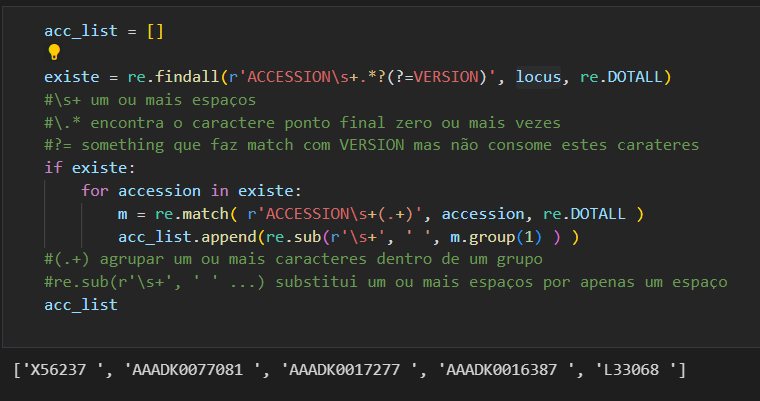 acc_list = []
existe = re.findall(r'ACCESSION\s+.*?(?=VERSION)', locus, re.DOTALL)
#\s+ um ou mais espaços
#\.* encontra o caractere ponto final zero ou mais vezes
#?= something que faz match com VERSION mas não consome estes carateres
if existe:
    for accession in existe:
        m = re.match( r'ACCESSION\s+(.+)', accession, re.DOTALL )
        acc_list.append(re.sub(r'\s+', ' ', m.group(1) ) )
#(.+) agrupar um ou mais caracteres dentro de um grupo
#re.sub(r'\s+', ' ' ...) substitui um ou mais espaços por apenas um espaço
acc_list
['X56237 ', 'AAADK0077081 ', 'AAADK0017277 ', 'AAADK0016387 ', 'L33068 ']